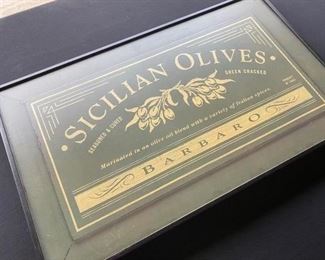 · SICILIAN OLIVES ·
SEASONED & CURED
GREEN CRACKED
Marinated in an olive oil blend with a variety of Italian spices.
BARBARO